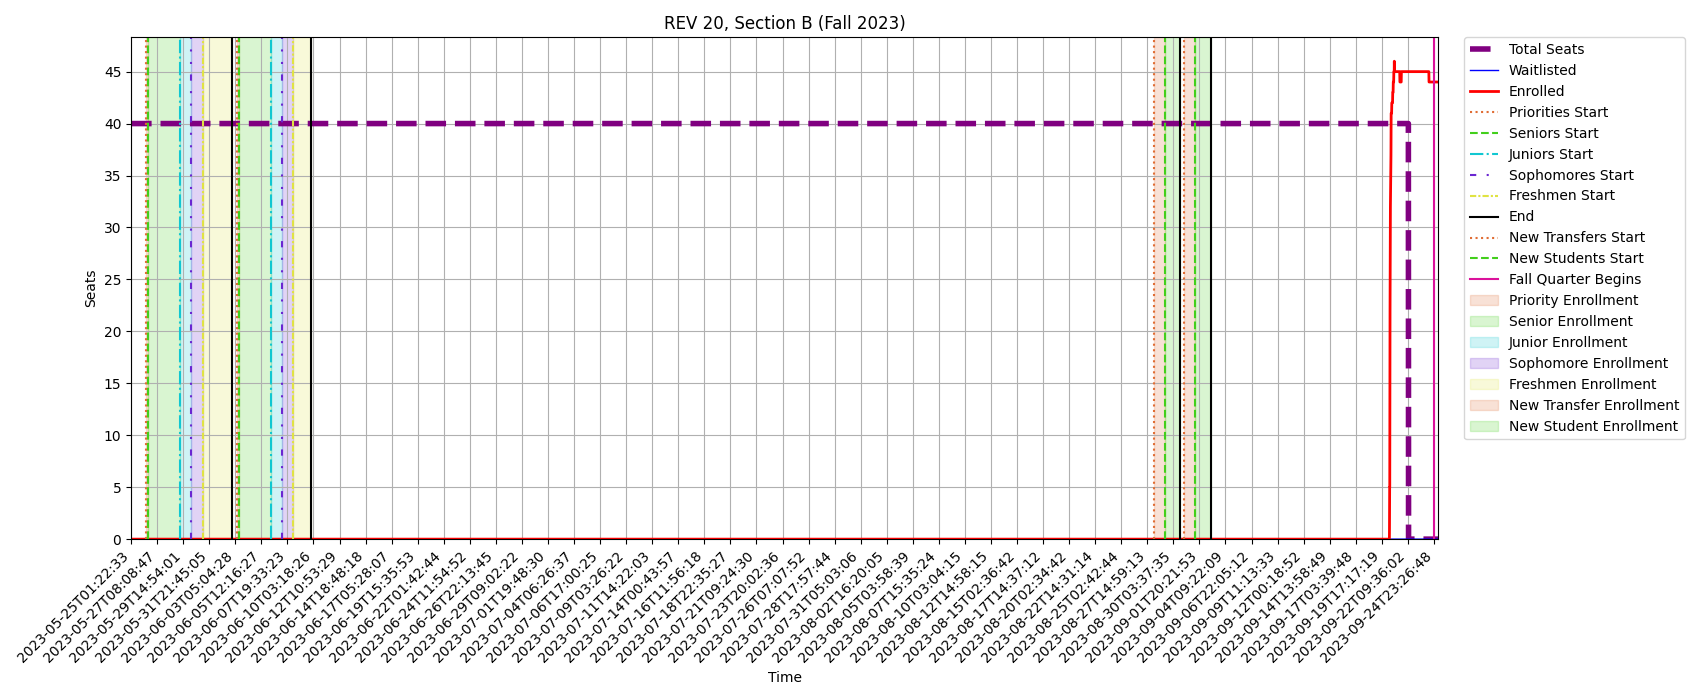 REV 20, Section B (Fall 2023)
Seats
45
40
35
30
25
20
15
10
5
0
2023-05-25T01:22:33
2023-05-27T08:08:47
2023-05-29T14:54:01
2023-05-31T21:45:05
2023-06-03T05:04:28
2023-06-05T12:16:27
2023-06-07T19:33:23
2023-06-10T03:18:26
2023-06-12T10:53:29
2023-06-14T18:48:18
2023-06-17T05:28:07
2023-06-19T15:35:53
2023-06-24T01:42:44
2023-06-24T11:54:52
2023-06-26T22:13:45
2023-06-29T09:02:22
2023-07-01T19:48:30
2023-07-04T06:26:37
2023-07-06T17:00:25
2023-07-09T03:26:22
2023-07-11T14:22:03
2023-07-14T00:43:57
2023-07-16T11:56:18
2023-07-18T22:35:27
2023-07-21T09:24:30
2023-07-23T20:02:36
2023-07-26T07:07:52
2023-07-28T17:57:44
2023-07-31T05:03:06
2023-08-02T16:20:05
2023-08-05T03:58:39
2023-08-07T15:35:24
2023-08-10T03:04:15
2023-08-12T14:58:15
2023-08-15T02:36:42
2023-08-17T14:37:12
2023-08-20T02:34:42
2023-08-22T14:31:14
2023-08-25T02:42:44
2023-08-27T14:59:13
2023-08-30T03:37:35
2023-09-01T20:21:53
2023-09-04T09:22:09
2023-09-06T22:05:12
2023-09-09T11:13:33
2023-09-12T00:18:52
2023-09-14T13:58:49
2023-09-17T03:39:48
2023-09-19T17:17:19
2023-09-22T09:36:02
2023-09-24T23:26:48
Time
Total Seats
Waitlisted
Enrolled
Priorities Start
Seniors Start
Juniors Start
Sophomores Start
Freshmen Start
End
New Transfers Start
New Students Start
Fall Quarter Begins
Priority Enrollment
Senior Enrollment
Junior Enrollment
Sophomore Enrollment
Freshmen Enrollment
New Transfer Enrollment
New Student Enrollment